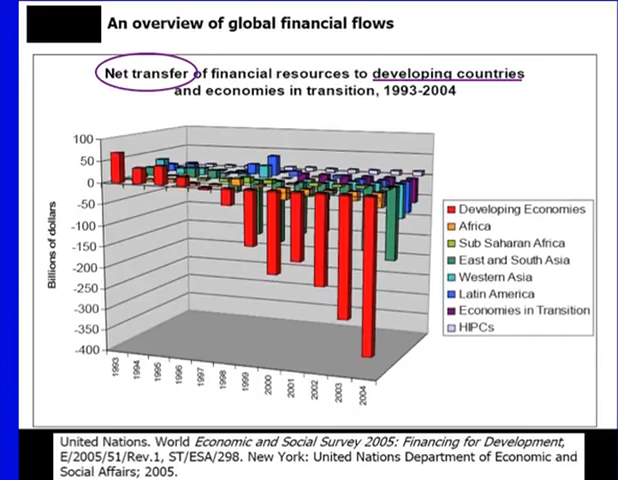 An overview of global financial flows
Net transfer of financial resources to developing countries
and economies in transition, 1993-2004
100
50
0
-50
-100
-150
-200
-250
-300
-350
-400
Billions of dollars
1993
1994
1995
1996
1997
1998
1999
2000
2001
2002
2003
2004
Developing Economies
Africa
Sub Saharan Africa
East and South Asia
Western Asia
Latin America
Economies in Transition
HIPCs
United Nations. World Economic and Social Survey 2005: Financing for Development,
E/2005/51/Rev.1, ST/ESA/298. New York: United Nations Department of Economic and
Social Affairs; 2005.